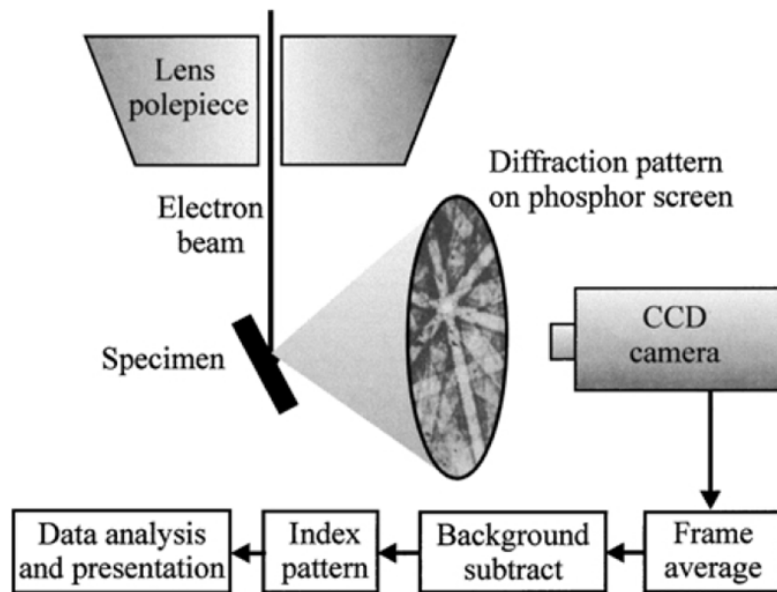 Lens
polepiece
Diffraction pattern
on phosphor screen
Electron
beam
CCD
camera
Specimen
Data analysis
and presentation
Index
pattern
Background
subtract
Frame
average